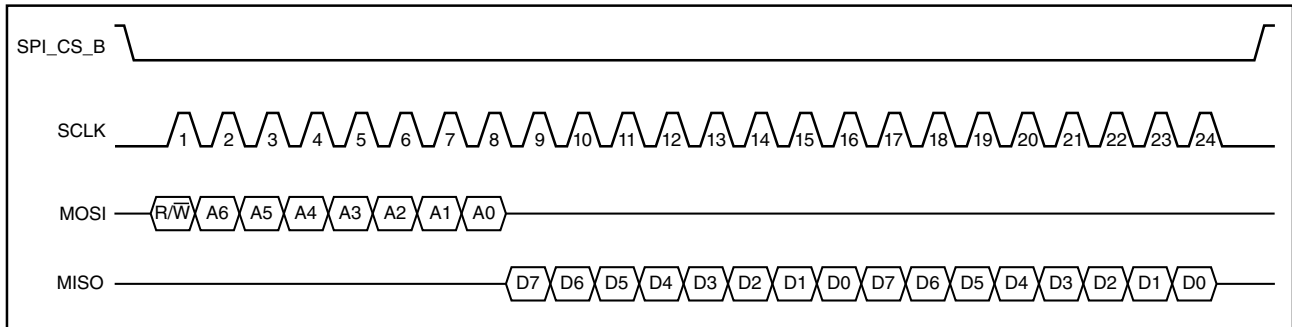 SPI_CS_B
SCLK 1 2 3 4 5 6 7 8 9 10 11 12 13 14 15 16 17 18 19 20 21 22 23 24
MOSI R/W̅ A6 A5 A4 A3 A2 A1 A0
MISO D7 D6 D5 D4 D3 D2 D1 D0 D7 D6 D5 D4 D3 D2 D1 D0